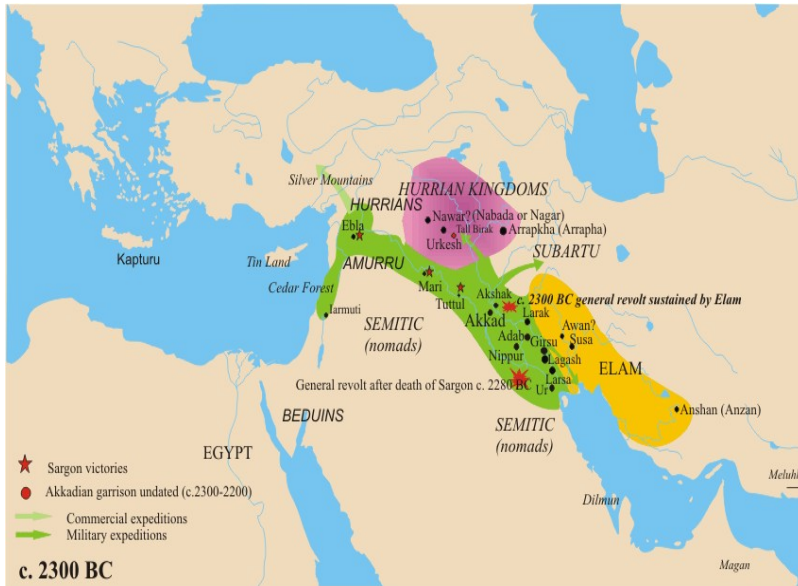 Silver Mountains
HURRIAN KINGDOMS
HURRIANS
Nawar? (Nabada or Nagar)
Tall Birak
Arrapkha (Arrapha)
Urkesh
Ebla
SUBARTU
Kapturu
Tin Land
AMURRU
Cedar Forest
Mari
Tuttul
Akshak
c. 2300 BC general revolt sustained by Elam
Iarmuti
Akkad
Larak
SEMITIC
(nomads)
Adab
Awan?
Girsu
Susa
Nippur
Lagash
ELAM
General revolt after death of Sargon c. 2280 BC
Larsa
Ur
Anshan (Anzan)
BEDUINS
SEMITIC
(nomads)
EGYPT
Sargon victories
Meluhh
Akkadian garrison undated (c.2300-2200)
Dilmun
Commercial expeditions
Military expeditions
c. 2300 BC
Magan